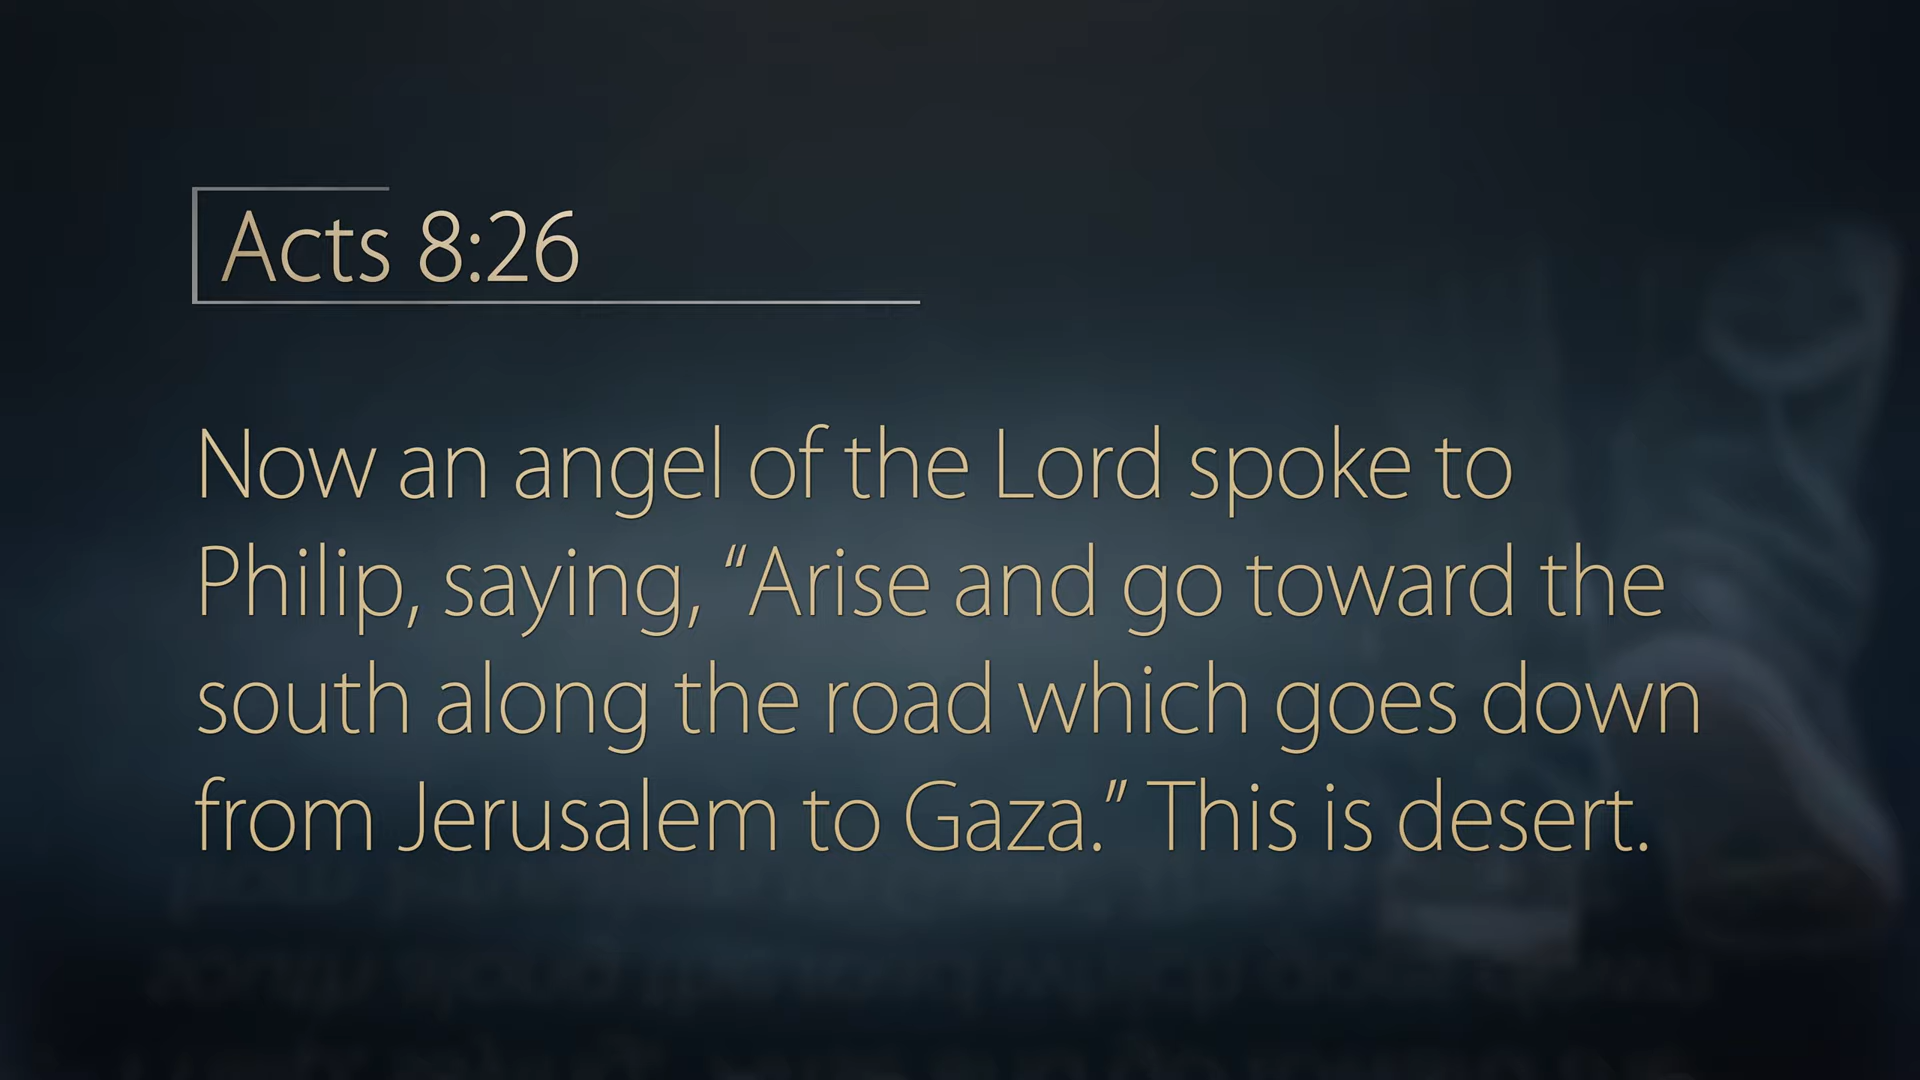 Acts 8:26
Now an angel of the Lord spoke to
Philip, saying, “Arise and go toward the
south along the road which goes down
from Jerusalem to Gaza.” This is desert.